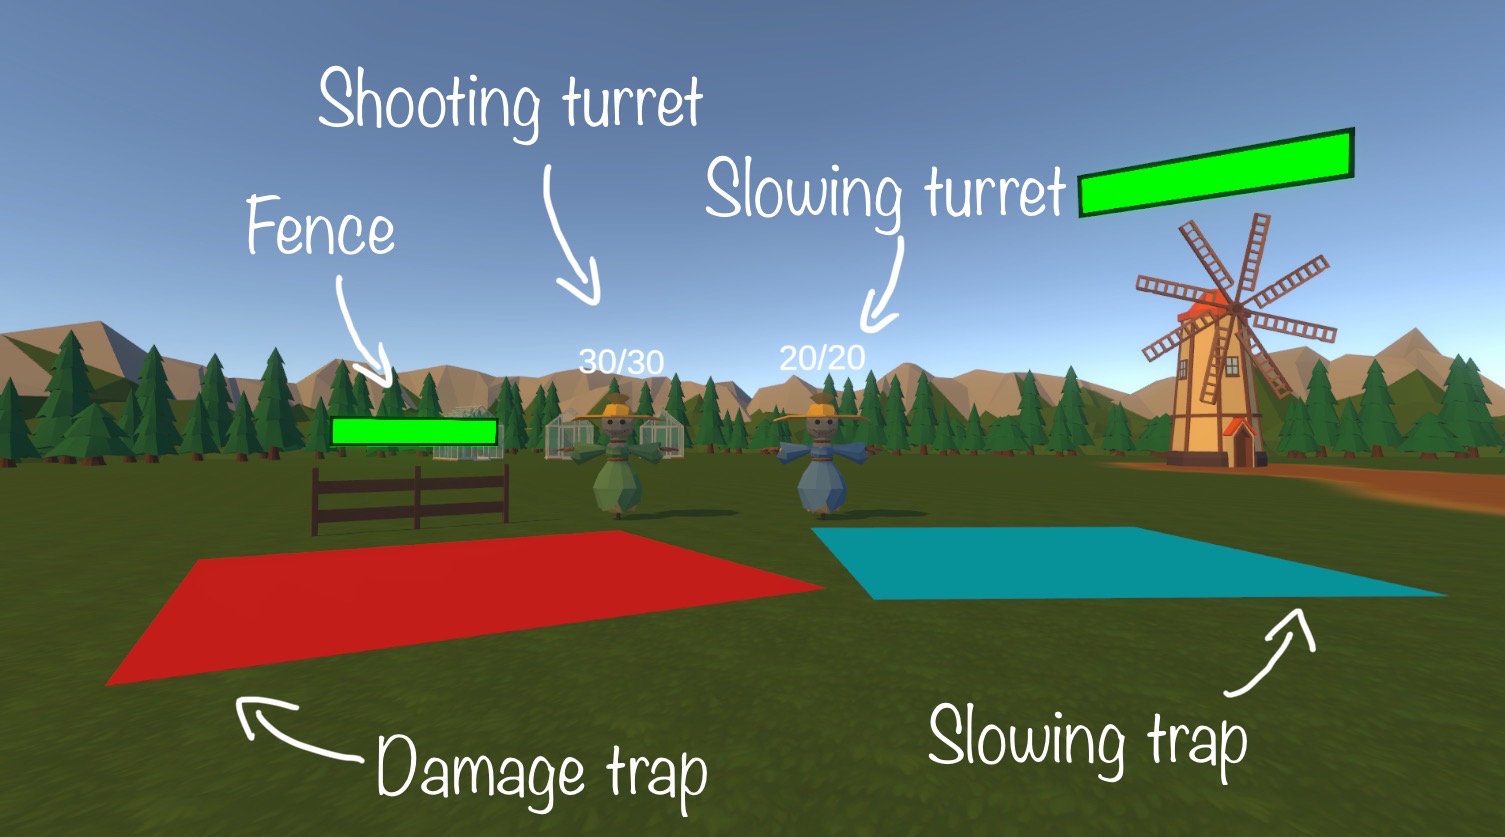 Shooting turret
Slowing turret
Fence
30/30
20/20
Slowing trap
Damage trap